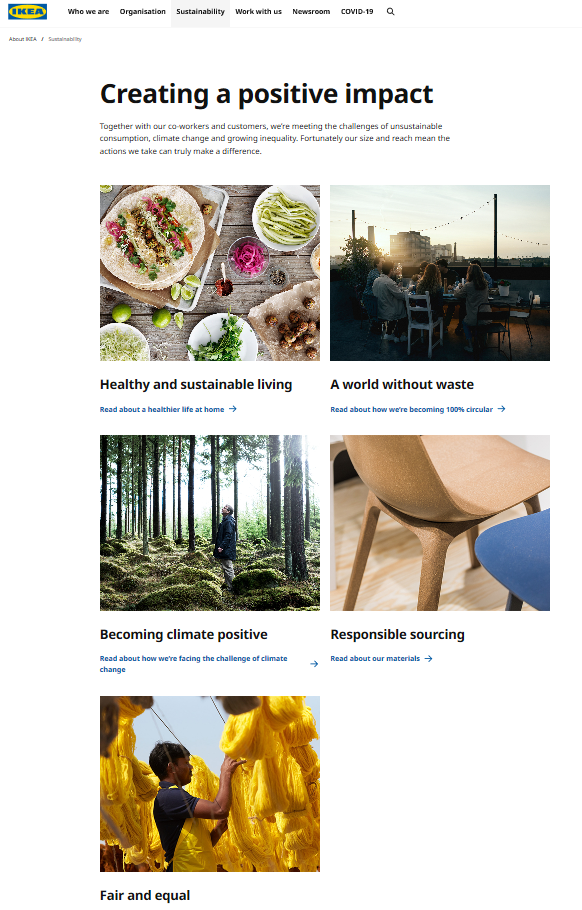 IKEA
Who we are Organisation Sustainability Work with us Newsroom COVID-19
About IKEA / Sustainability
Creating a positive impact
Together with our co-workers and customers, we're meeting the challenges of unsustainable
consumption, climate change and growing inequality. Fortunately our size and reach mean the
actions we take can truly make a difference.
Healthy and sustainable living
Read about a healthier life at home →
A world without waste
Read about how we're becoming 100% circular →
Becoming climate positive
Read about how we're facing the challenge of climate
change →
Responsible sourcing
Read about our materials →
Fair and equal